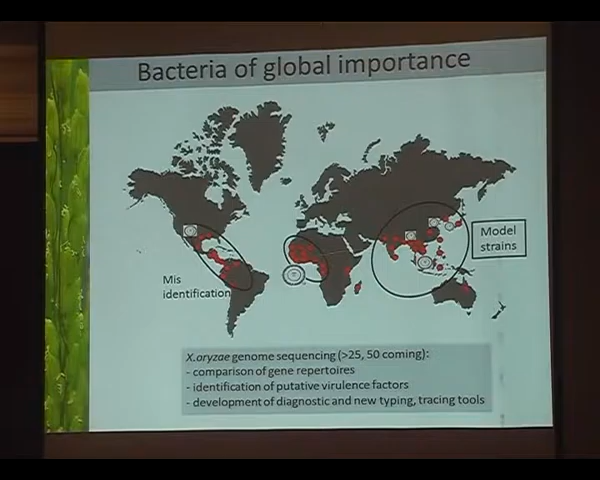 Bacteria of global importance
Model
strains
Mis
identification
X.oryzae genome sequencing (>25, 50 coming):
- comparison of gene repertoires
- identification of putative virulence factors
- development of diagnostic and new typing, tracing tools